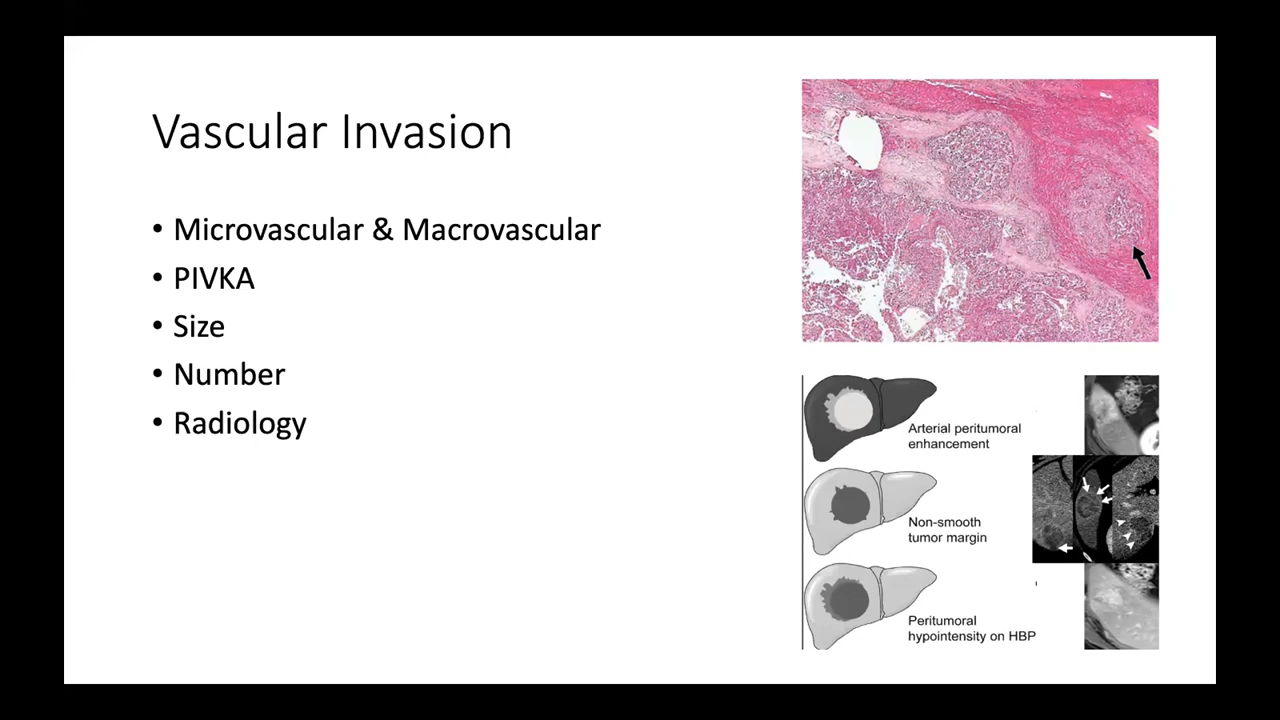 Vascular Invasion
• Microvascular & Macrovascular
• PIVKA
• Size
• Number
• Radiology
Arterial peritumoral
enhancement
Non-smooth
tumor margin
Peritumoral
hypointensity on HBP